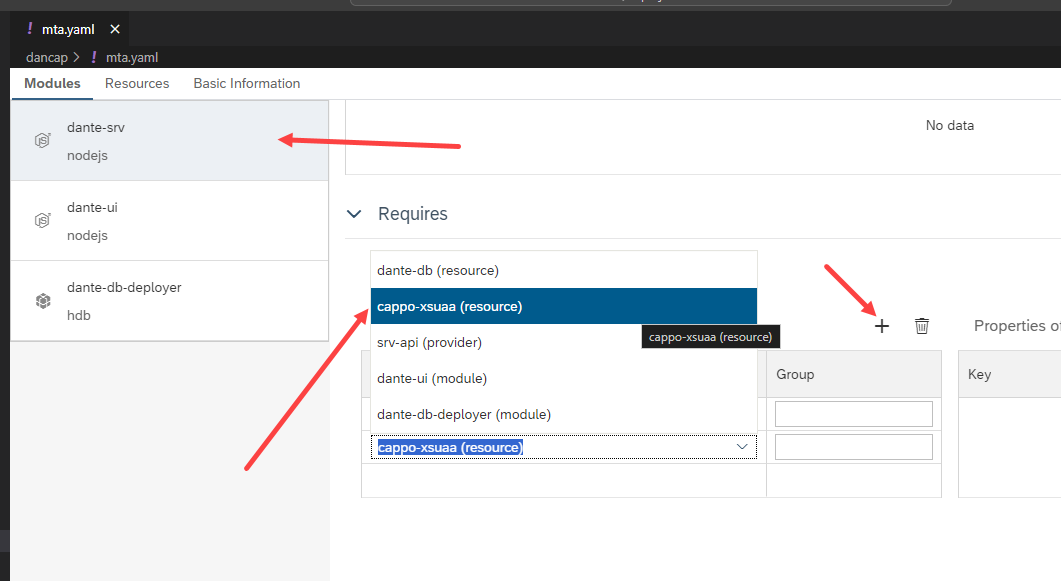 ! mta.yaml ×
dancap > ! mta.yaml
Modules Resources Basic Information
dante-srv
nodejs
dante-ui
nodejs
dante-db-deployer
hdb
No data
Requires
dante-db (resource)
cappo-xsuaa (resource)
srv-api (provider)
dante-ui (module)
dante-db-deployer (module)
cappo-xsuaa (resource)
cappo-xsuaa (resource)
Properties of
Group
Key